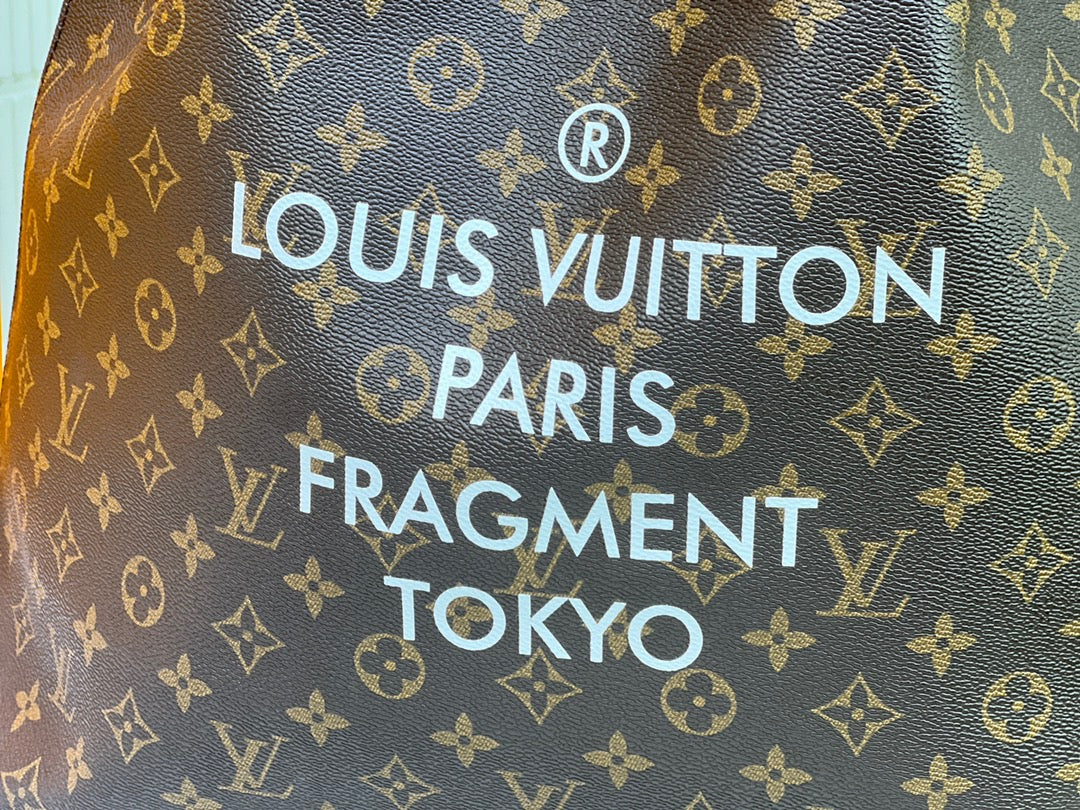 ®
LOUIS VUITTON
PARIS
FRAGMENT
TOKYO